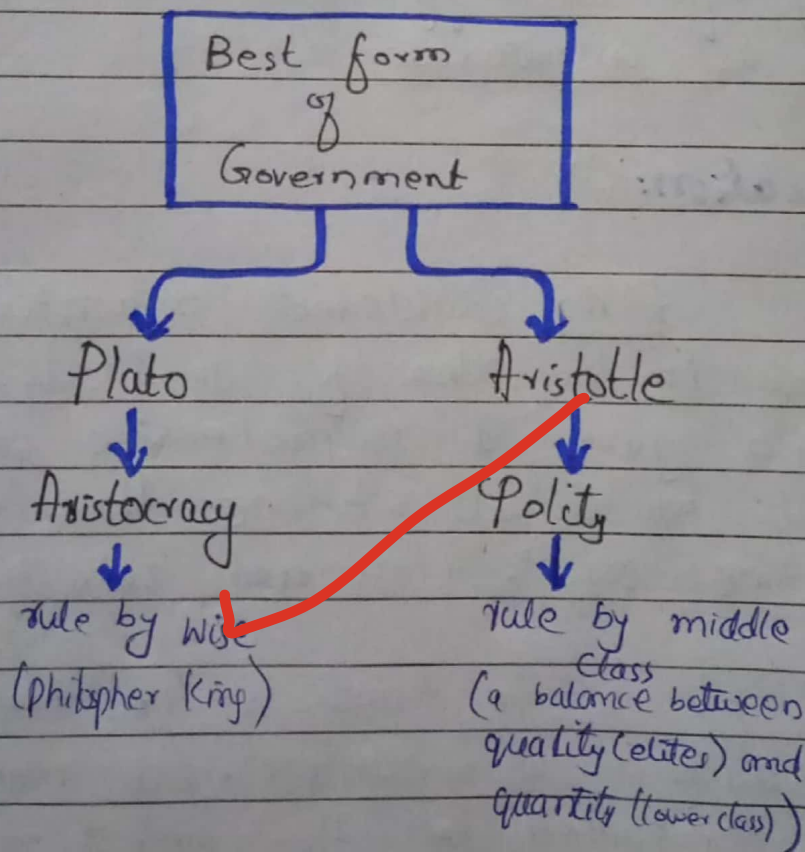 Best form
of
Government
Plato
Aristotle
Aristocracy
Polity
rule by wise
(philopher King)
rule by middle
class
(a balance between
quality (elites) and
quantity (lower class))